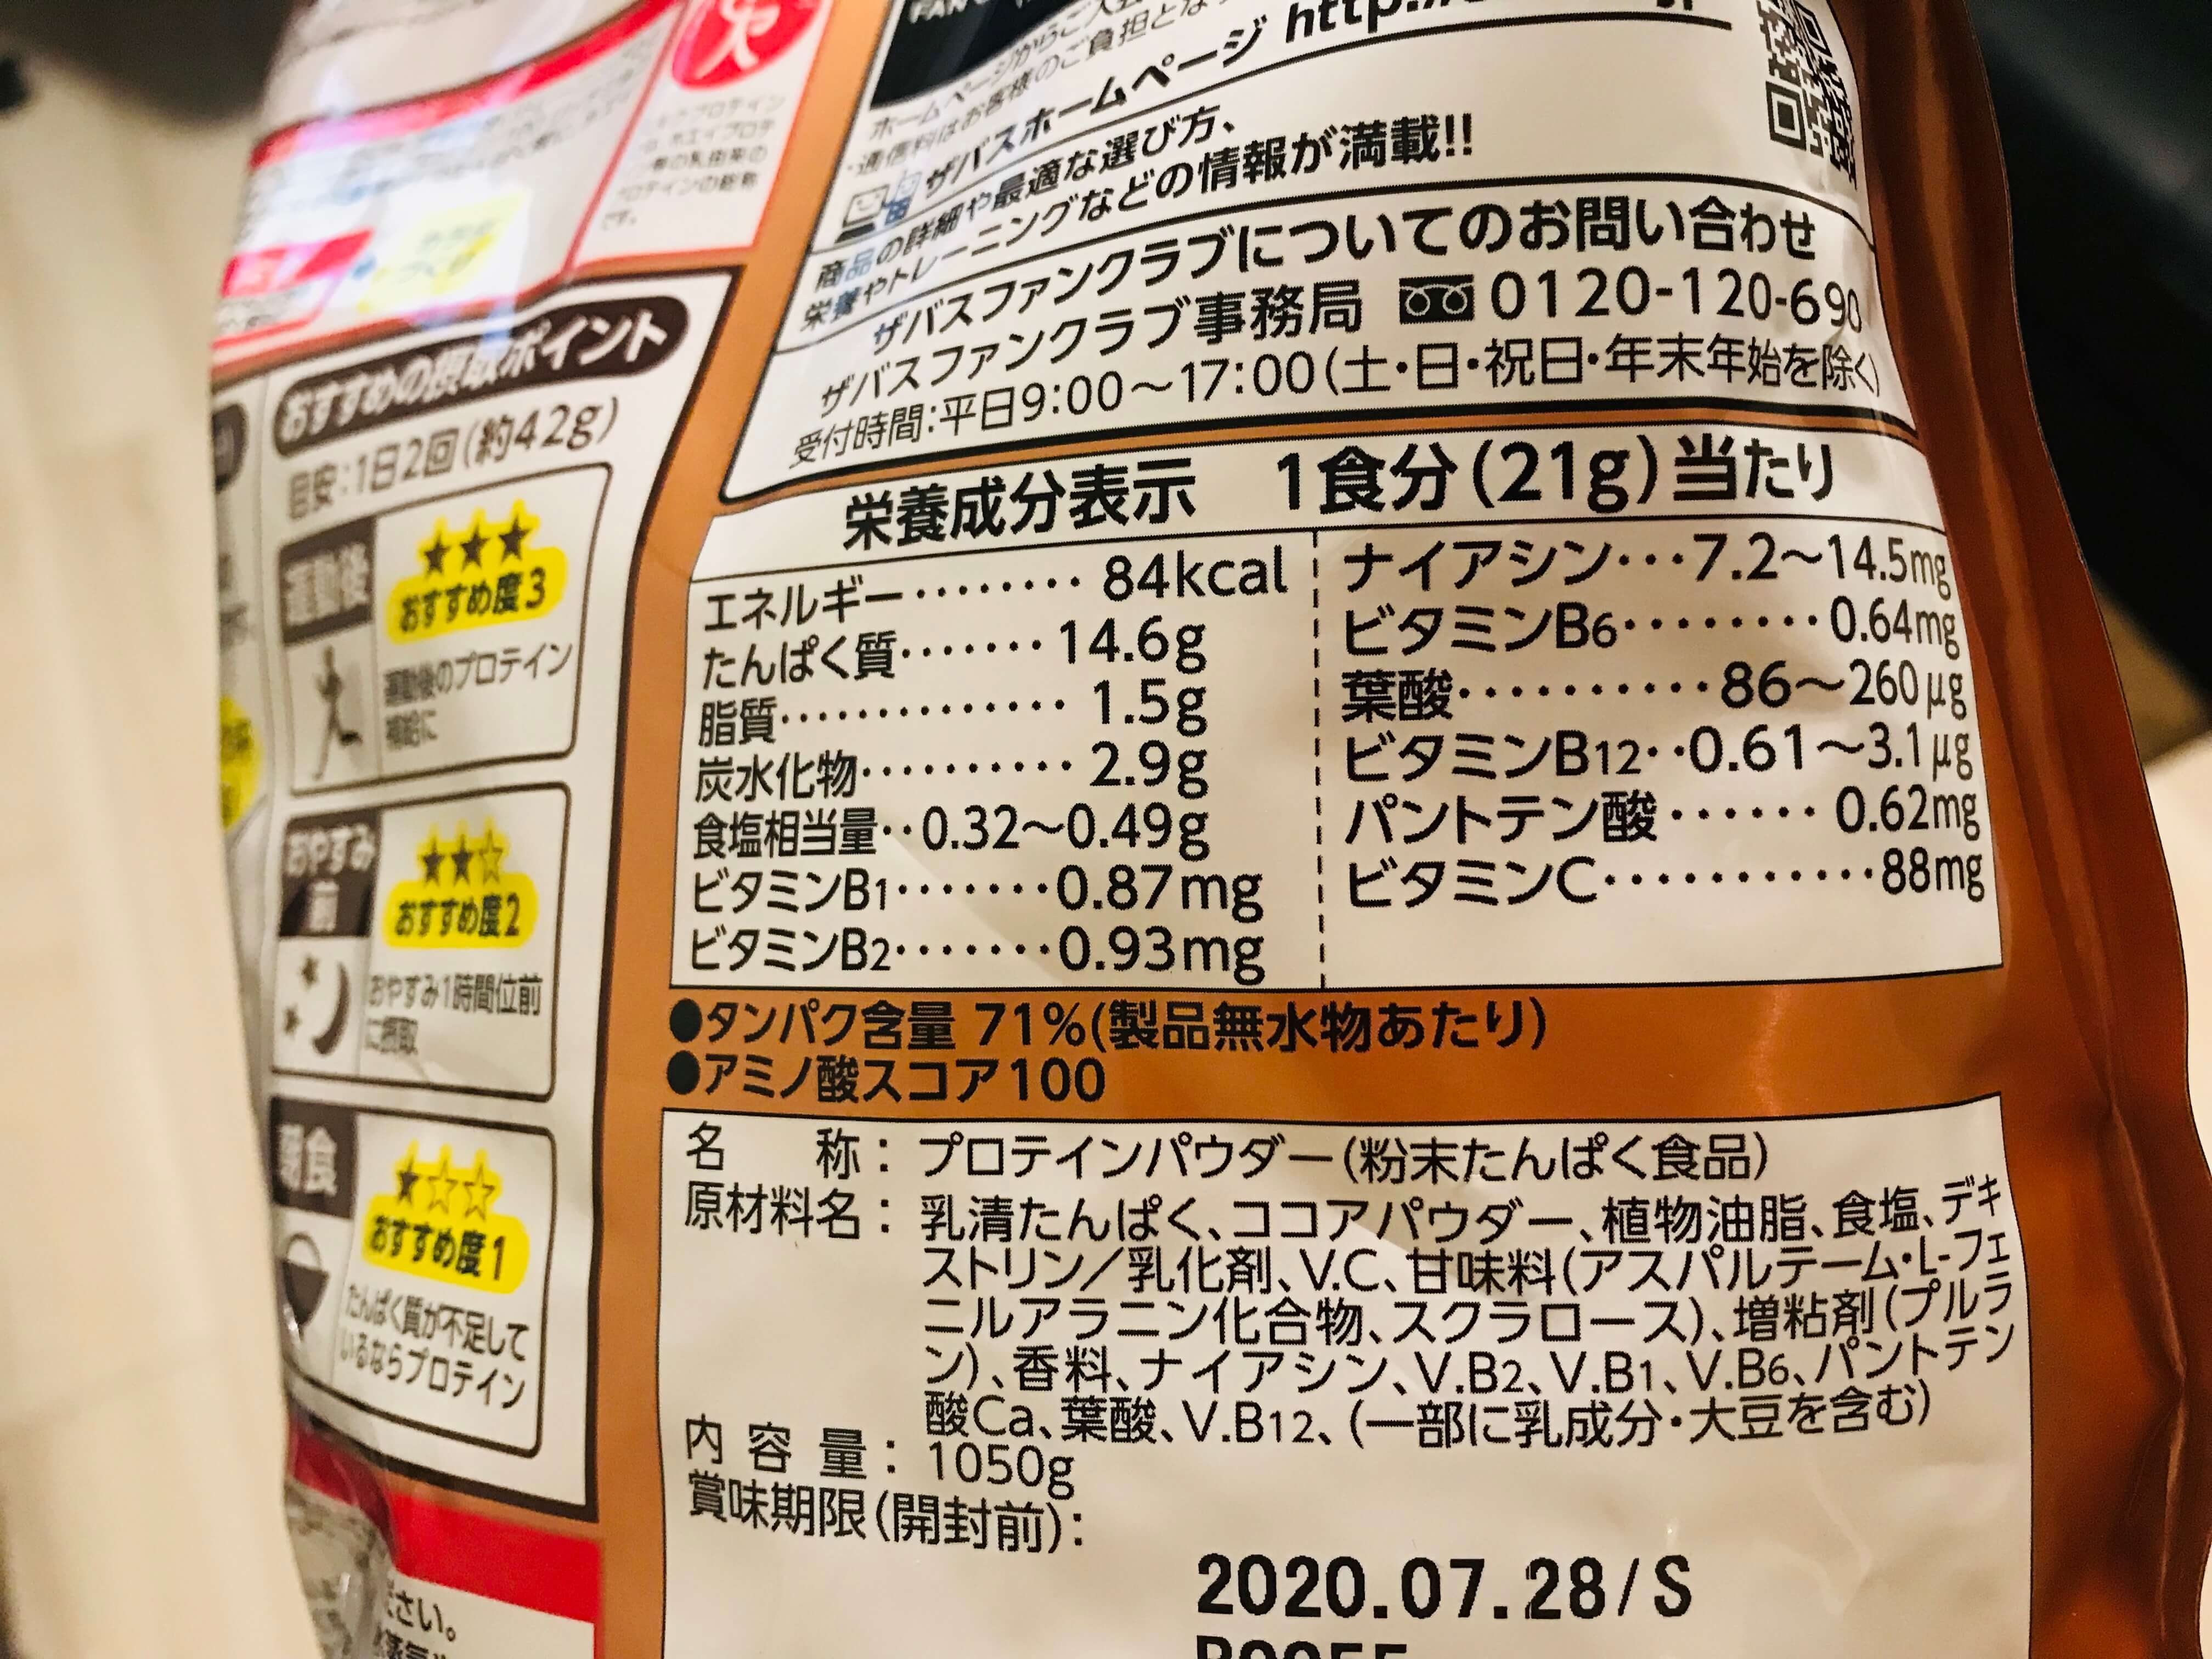 ザバスホームページ
商品の詳細や最適な選び方、
栄養やトレーニングなどの情報が満載!!
ザバスファンクラブについてのお問い合わせ
ザバスファンクラブ事務局 0120-120-690
受付時間:平日9:00～17:00(土・日・祝日・年末年始を除く)
おすすめの摂取ポイント
目安:1日2回(約42g)
運動後
★★★
おすすめ度3
運動後のプロテイン
補給に
おやすみ
前
★★☆
おすすめ度2
おやすみ1時間位前
に摂取
朝食
★☆☆
おすすめ度1
たんぱく質が不足して
いるならプロテイン
栄養成分表示 1食分(21g)当たり
エネルギー········84kcal
たんぱく質·······14.6g
脂質··············1.5g
炭水化物··········2.9g
食塩相当量··0.32～0.49g
ビタミンB1·······0.87mg
ビタミンB2·······0.93mg
ナイアシン···7.2～14.5mg
ビタミンB6········0.64mg
葉酸··········86～260μg
ビタミンB12··0.61～3.1μg
パントテン酸······0.62mg
ビタミンC············88mg
●タンパク含量 71%(製品無水物あたり)
●アミノ酸スコア100
名称:プロテインパウダー(粉末たんぱく食品)
原材料名:乳清たんぱく、ココアパウダー、植物油脂、食塩、デキ
ストリン／乳化剤、V.C、甘味料(アスパルテーム・L-フェ
ニルアラニン化合物、スクラロース)、増粘剤(プルラ
ン)、香料、ナイアシン、V.B2、V.B1、V.B6、パントテン
酸Ca、葉酸、V.B12、(一部に乳成分・大豆を含む)
内容量:1050g
賞味期限(開封前):
2020.07.28/S
ださい。